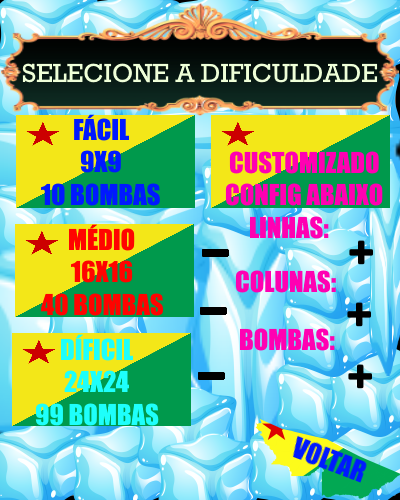 SELECIONE A DIFICULDADE
FÁCIL
9X9
10 BOMBAS
CUSTOMIZADO
CONFIG ABAIXO
LINHAS:
- +
COLUNAS:
- +
BOMBAS:
- +
MÉDIO
16X16
40 BOMBAS
DÍFICIL
24X24
99 BOMBAS
VOLTAR